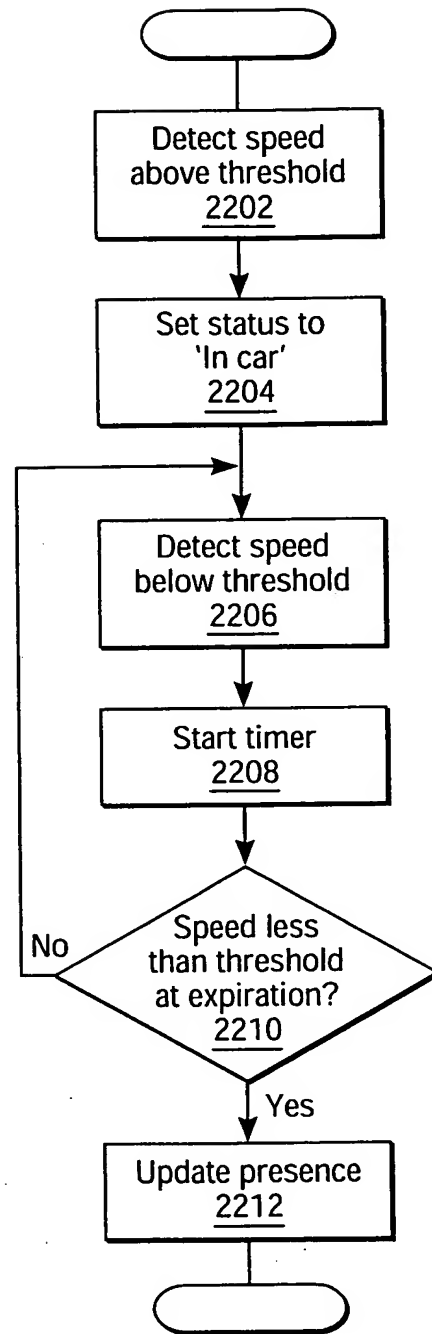 Detect speed
above threshold
2202
Set status to
'In car'
2204
Detect speed
below threshold
2206
Start timer
2208
No
Speed less
than threshold
at expiration?
2210
Yes
Update presence
2212